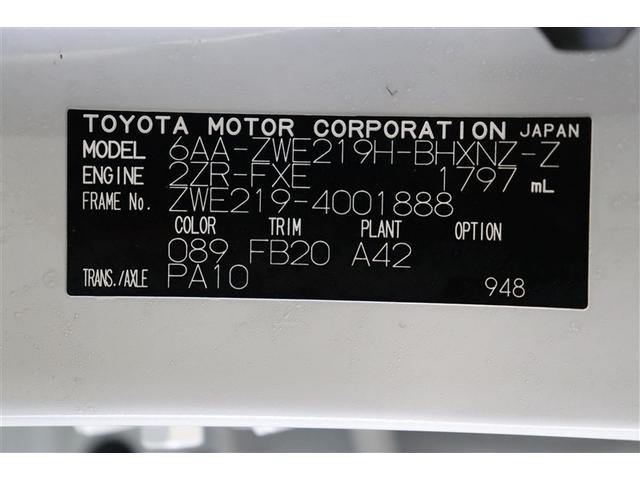 TOYOTA MOTOR CORPORATION JAPAN
MODEL 6AA-ZWE219H-BHXNZ-Z
ENGINE 2ZR-FXE 1797 mL
FRAME No. ZWE219-4001888
COLOR TRIM PLANT OPTION
089 FB20 A42
TRANS./AXLE PA10 948